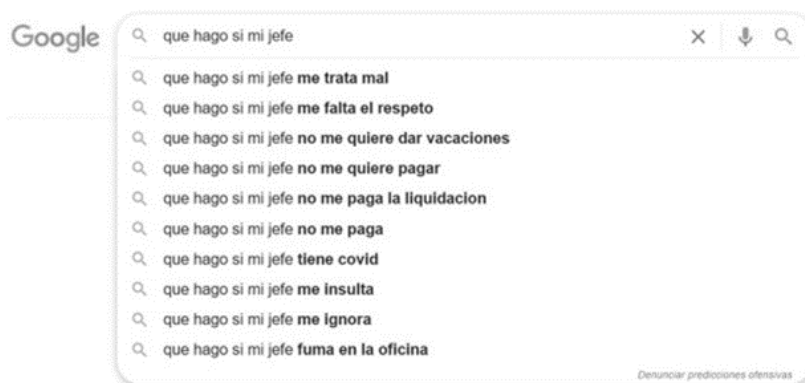 Google
que hago si mi jefe
que hago si mi jefe me trata mal
que hago si mi jefe me falta el respeto
que hago si mi jefe no me quiere dar vacaciones
que hago si mi jefe no me quiere pagar
que hago si mi jefe no me paga la liquidacion
que hago si mi jefe no me paga
que hago si mi jefe tiene covid
que hago si mi jefe me insulta
que hago si mi jefe me ignora
que hago si mi jefe fuma en la oficina
Denunciar predicciones ofensivas